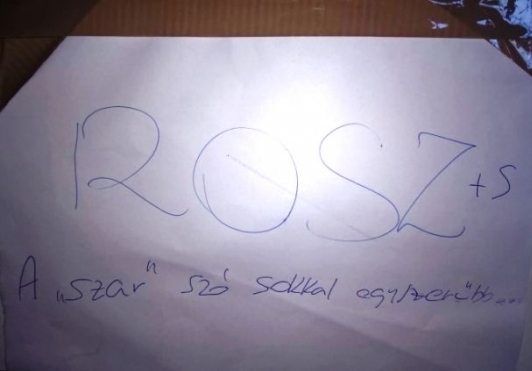 ROSZ +S
A „szar" szó sokkal egyszerűbb....